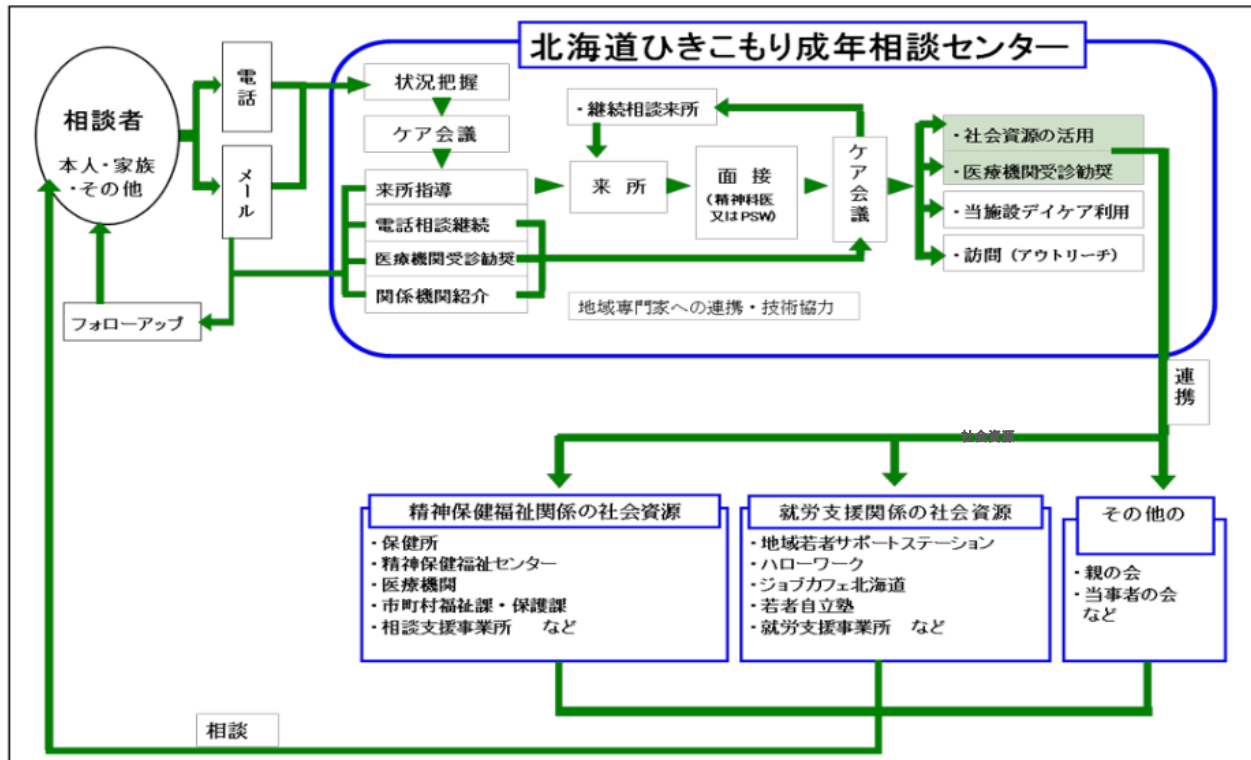 北海道ひきこもり成年相談センター
相談者
本人・家族
・その他
電話
メール
フォローアップ
状況把握
ケア会議
来所指導
電話相談継続
医療機関受診勧奨
関係機関紹介
・継続相談来所
来所
面接
(精神科医
又はPSW)
ケア会議
・社会資源の活用
・医療機関受診勧奨
・当施設デイケア利用
・訪問(アウトリーチ)
地域専門家への連携・技術協力
連携
社会資源
精神保健福祉関係の社会資源
・保健所
・精神保健福祉センター
・医療機関
・市町村福祉課・保護課
・相談支援事業所 など
就労支援関係の社会資源
・地域若者サポートステーション
・ハローワーク
・ジョブカフェ北海道
・若者自立塾
・就労支援事業所 など
その他の
・親の会
・当事者の会
など
相談